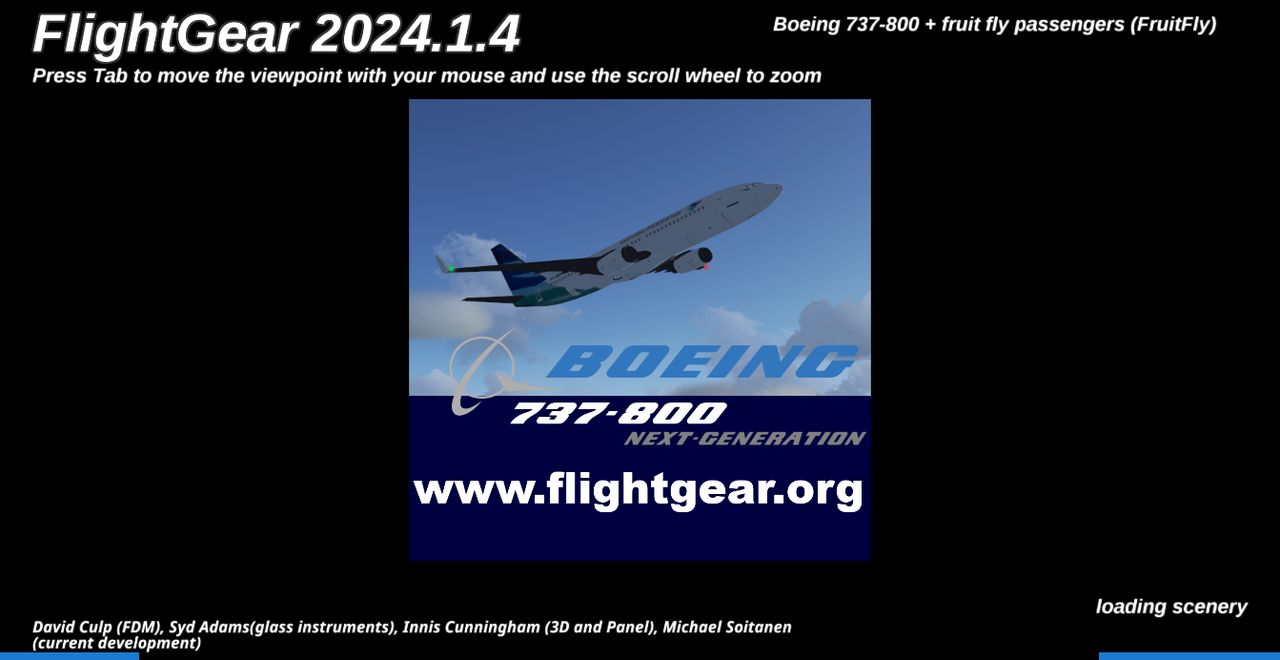 FlightGear 2024.1.4
Boeing 737-800 + fruit fly passengers (FruitFly)
Press Tab to move the viewpoint with your mouse and use the scroll wheel to zoom
BOEING
737-800
NEXT-GENERATION
www.flightgear.org
loading scenery
David Culp (FDM), Syd Adams(glass instruments), Innis Cunningham (3D and Panel), Michael Soitanen
(current development)